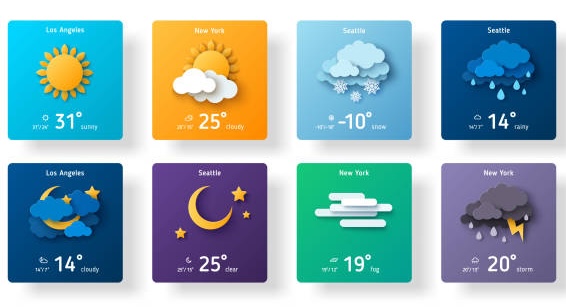 Los Angeles
31° sunny
New York
25° cloudy
Seattle
-10° snow
Seattle
14° rainy
Los Angeles
14° cloudy
Seattle
25° clear
New York
19° fog
New York
20° storm